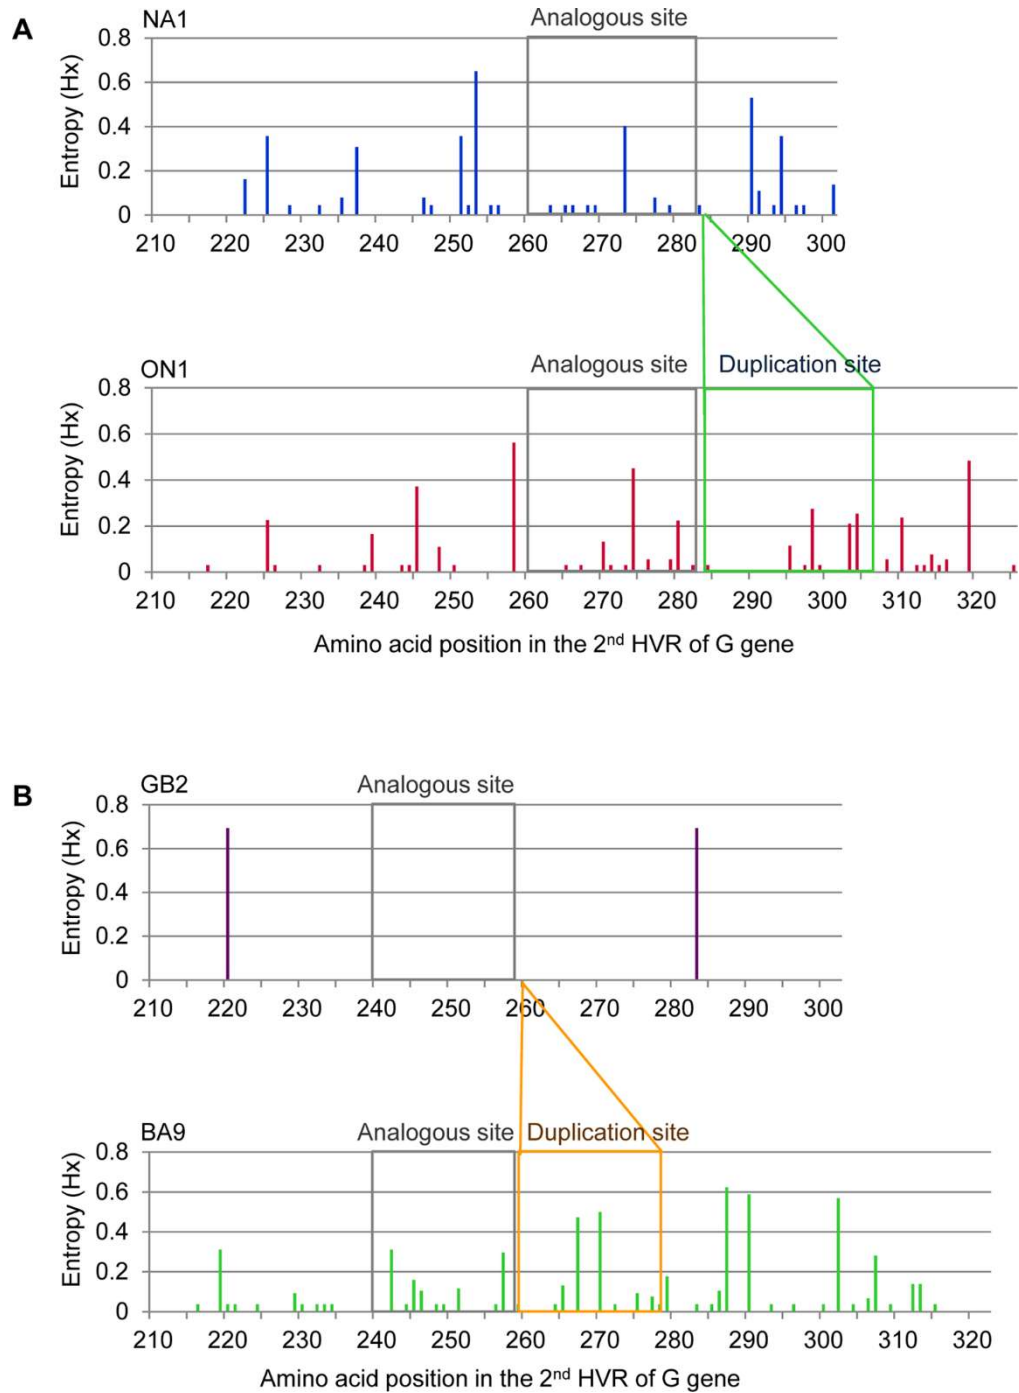 A
NA1
Analogous site
Entropy (Hx)
0.8
0.6
0.4
0.2
0
210 220 230 240 250 260 270 280 290 300
ON1
Analogous site
Duplication site
Entropy (Hx)
0.8
0.6
0.4
0.2
0
210 220 230 240 250 260 270 280 290 300 310 320
Amino acid position in the 2nd HVR of G gene
B
GB2
Analogous site
Entropy (Hx)
0.8
0.6
0.4
0.2
0
210 220 230 240 250 260 270 280 290 300
BA9
Analogous site
Duplication site
Entropy (Hx)
0.8
0.6
0.4
0.2
0
210 220 230 240 250 260 270 280 290 300 310 320
Amino acid position in the 2nd HVR of G gene